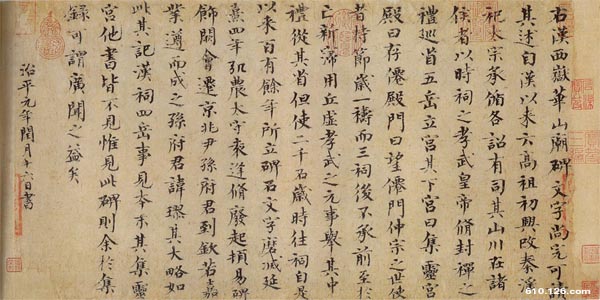 右漢西嶽華山廟碑文字尚完可讀
其述自漢以來云高祖初興改秦淫
祀太宗承循各詔有司其山川在諸
侯者以時祠之孝武皇帝脩封禪之
禮巡省五岳立宮其下宮曰集靈宮
殿曰存僊殿門曰望僊門仲宗之世使
者持節歲一禱而三祠後不承前至於
亡新寖用丘虛孝武之元事舉其中
禮從其省但使二千石歲時往祠自是
以來百有餘年所立碑石文字磨滅延
熹四年弘農太守袁逢脩廢起頓易碑
飾闕會遷京兆尹孫府君到欽若嘉
業遵而成之孫府君諱璆其大略如
此其記漢祠四岳事見本末其集靈
宮他書皆不見惟見此碑則余於集
錄可謂廣聞之益矣
治平元年閏月十六日書
610.126.com